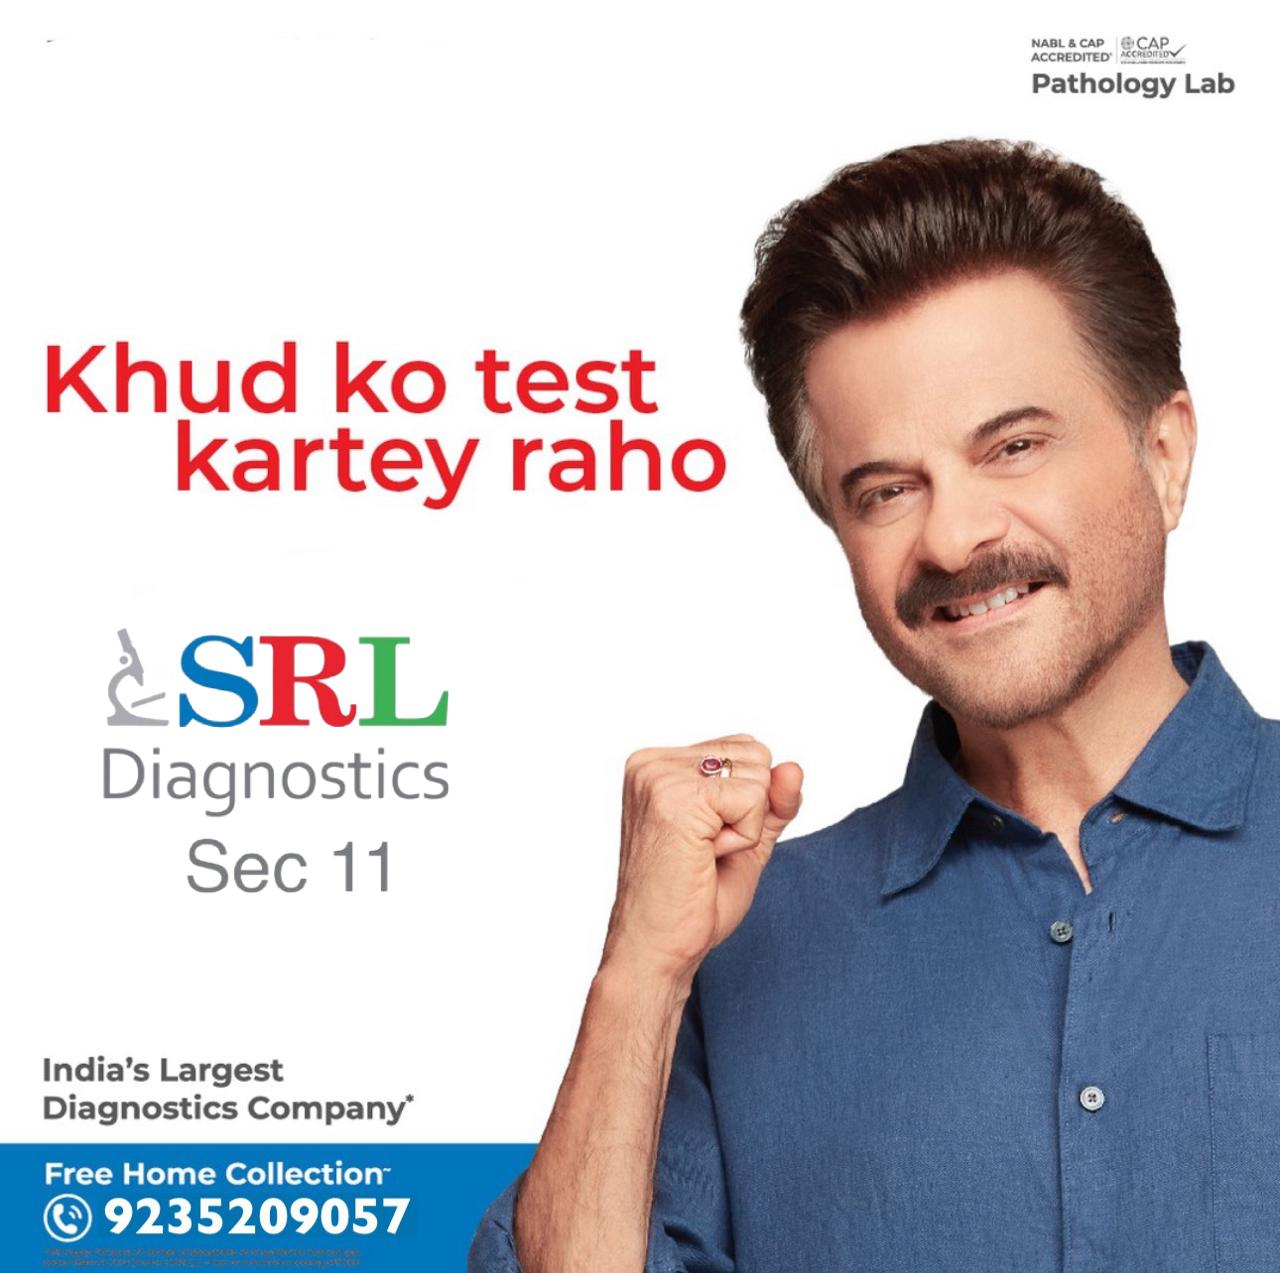 NABL & CAP
ACCREDITED*
CAP
ACCREDITED
Pathology Lab
Khud ko test
kartey raho
SRL
Diagnostics
Sec 11
India's Largest
Diagnostics Company*
Free Home Collection~
9235209057